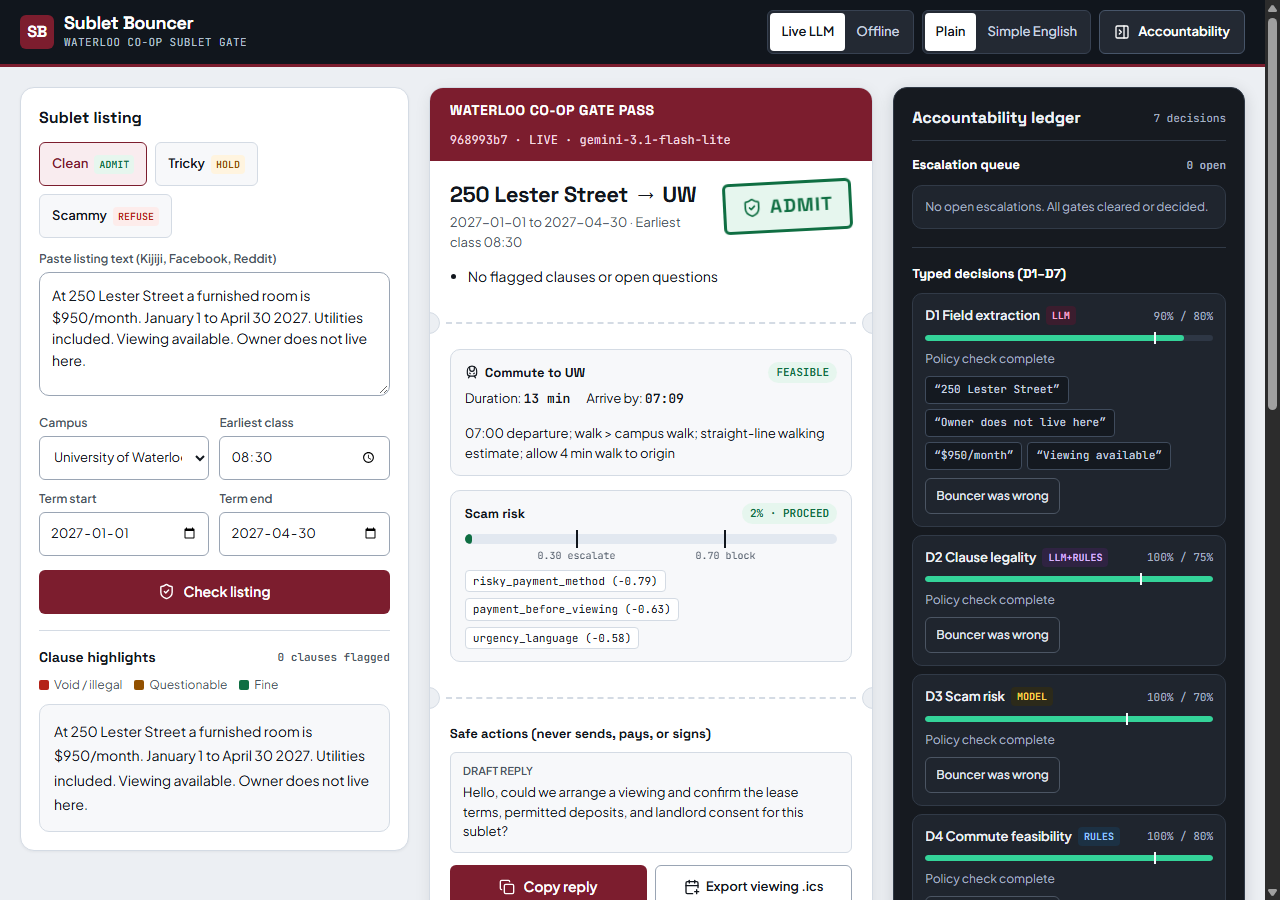 SB
Sublet Bouncer
WATERLOO CO-OP SUBLET GATE
Live LLM
Offline
Plain
Simple English
Accountability
Sublet listing
Clean ADMIT
Tricky HOLD
Scammy REFUSE
Paste listing text (Kijiji, Facebook, Reddit)
At 250 Lester Street a furnished room is
$950/month. January 1 to April 30 2027. Utilities
included. Viewing available. Owner does not live
here.
Campus
Earliest class
University of Waterloo
08:30
Term start
Term end
2027-01-01
2027-04-30
Check listing
Clause highlights
0 clauses flagged
Void / illegal
Questionable
Fine
At 250 Lester Street a furnished room is
$950/month. January 1 to April 30 2027. Utilities
included. Viewing available. Owner does not live
here.
WATERLOO CO-OP GATE PASS
968993b7 · LIVE · gemini-3.1-flash-lite
250 Lester Street → UW
ADMIT
2027-01-01 to 2027-04-30 · Earliest
class 08:30
• No flagged clauses or open questions
Commute to UW
FEASIBLE
Duration: 13 min Arrive by: 07:09
07:00 departure; walk > campus walk; straight-line walking
estimate; allow 4 min walk to origin
Scam risk
2% · PROCEED
0.30 escalate
0.70 block
risky_payment_method (-0.79)
payment_before_viewing (-0.63)
urgency_language (-0.58)
Safe actions (never sends, pays, or signs)
DRAFT REPLY
Hello, could we arrange a viewing and confirm the lease
terms, permitted deposits, and landlord consent for this
sublet?
Copy reply
Export viewing .ics
Accountability ledger
7 decisions
Escalation queue
0 open
No open escalations. All gates cleared or decided.
Typed decisions (D1–D7)
D1 Field extraction LLM
90% / 80%
Policy check complete
“250 Lester Street”
“Owner does not live here”
“$950/month”
“Viewing available”
Bouncer was wrong
D2 Clause legality LLM+RULES
100% / 75%
Policy check complete
Bouncer was wrong
D3 Scam risk MODEL
100% / 70%
Policy check complete
Bouncer was wrong
D4 Commute feasibility RULES
100% / 80%
Policy check complete